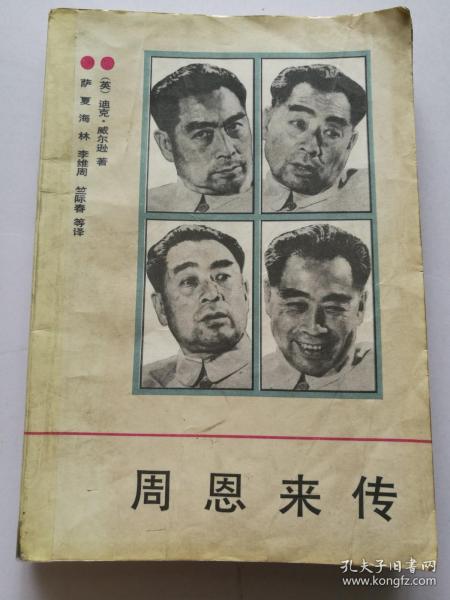 （英）迪克·威尔逊 著
萨夏 海林 李维周 竺际春 等译
周恩来传
孔夫子旧书网
www.kongfz.com